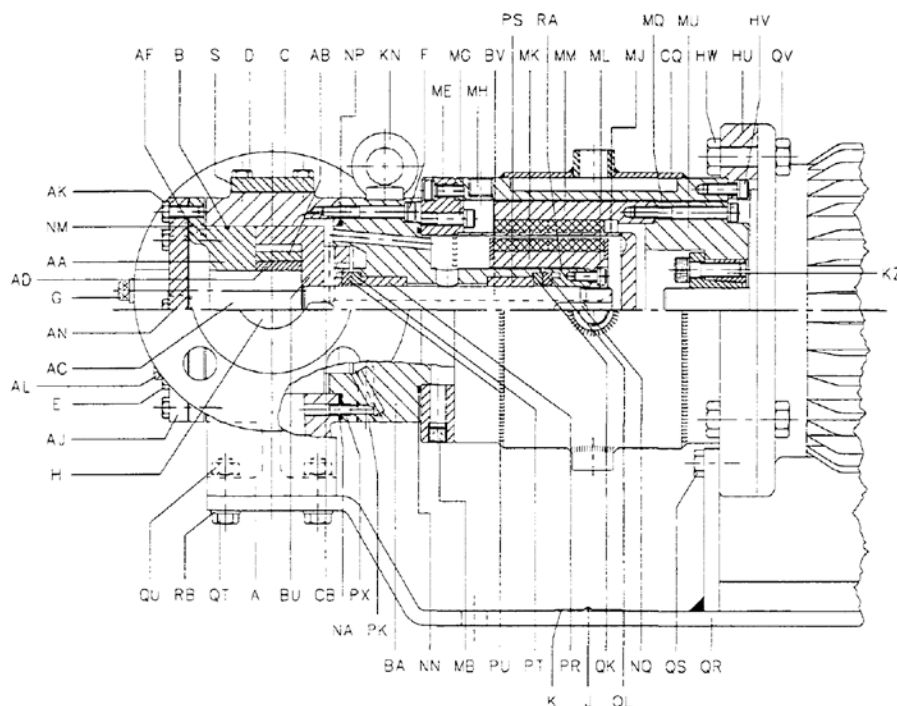 PS RA MQ MU HV
AF B S D C AB NP KN F MG BV MK MM ML MJ CQ HW HU QV
ME MH
AK
NM
AA
AD
G
AN
AC
AL
E
AJ
H
KZ
QU RB QT A BU CB PX
NA PK
BA NN MB PU PT PR QK NQ QS QR
K J QL